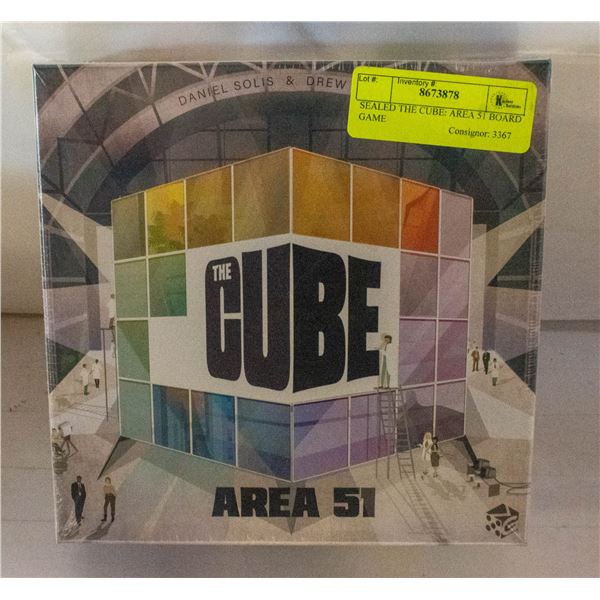 DANIEL SOLIS & DREW
Lot #: Inventory #:
8673878
SEALED THE CUBE: AREA 51 BOARD
GAME
Consignor: 3367
THE
CUBE
AREA 51